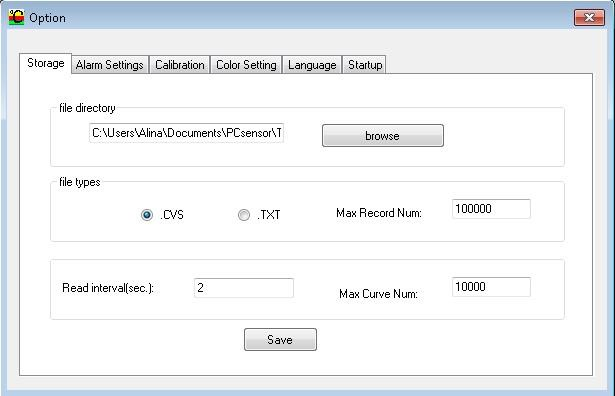 Option
Storage Alarm Settings Calibration Color Setting Language Startup
file directory
C:\Users\Alina\Documents\PCsensor\T browse
file types
.CVS .TXT Max Record Num: 100000
Read interval(sec.): 2 Max Curve Num: 10000
Save